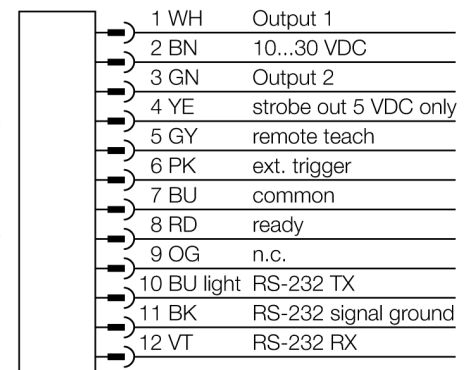 1 WH Output 1
2 BN 10...30 VDC
3 GN Output 2
4 YE strobe out 5 VDC only
5 GY remote teach
6 PK ext. trigger
7 BU common
8 RD ready
9 OG n.c.
10 BU light RS-232 TX
11 BK RS-232 signal ground
12 VT RS-232 RX